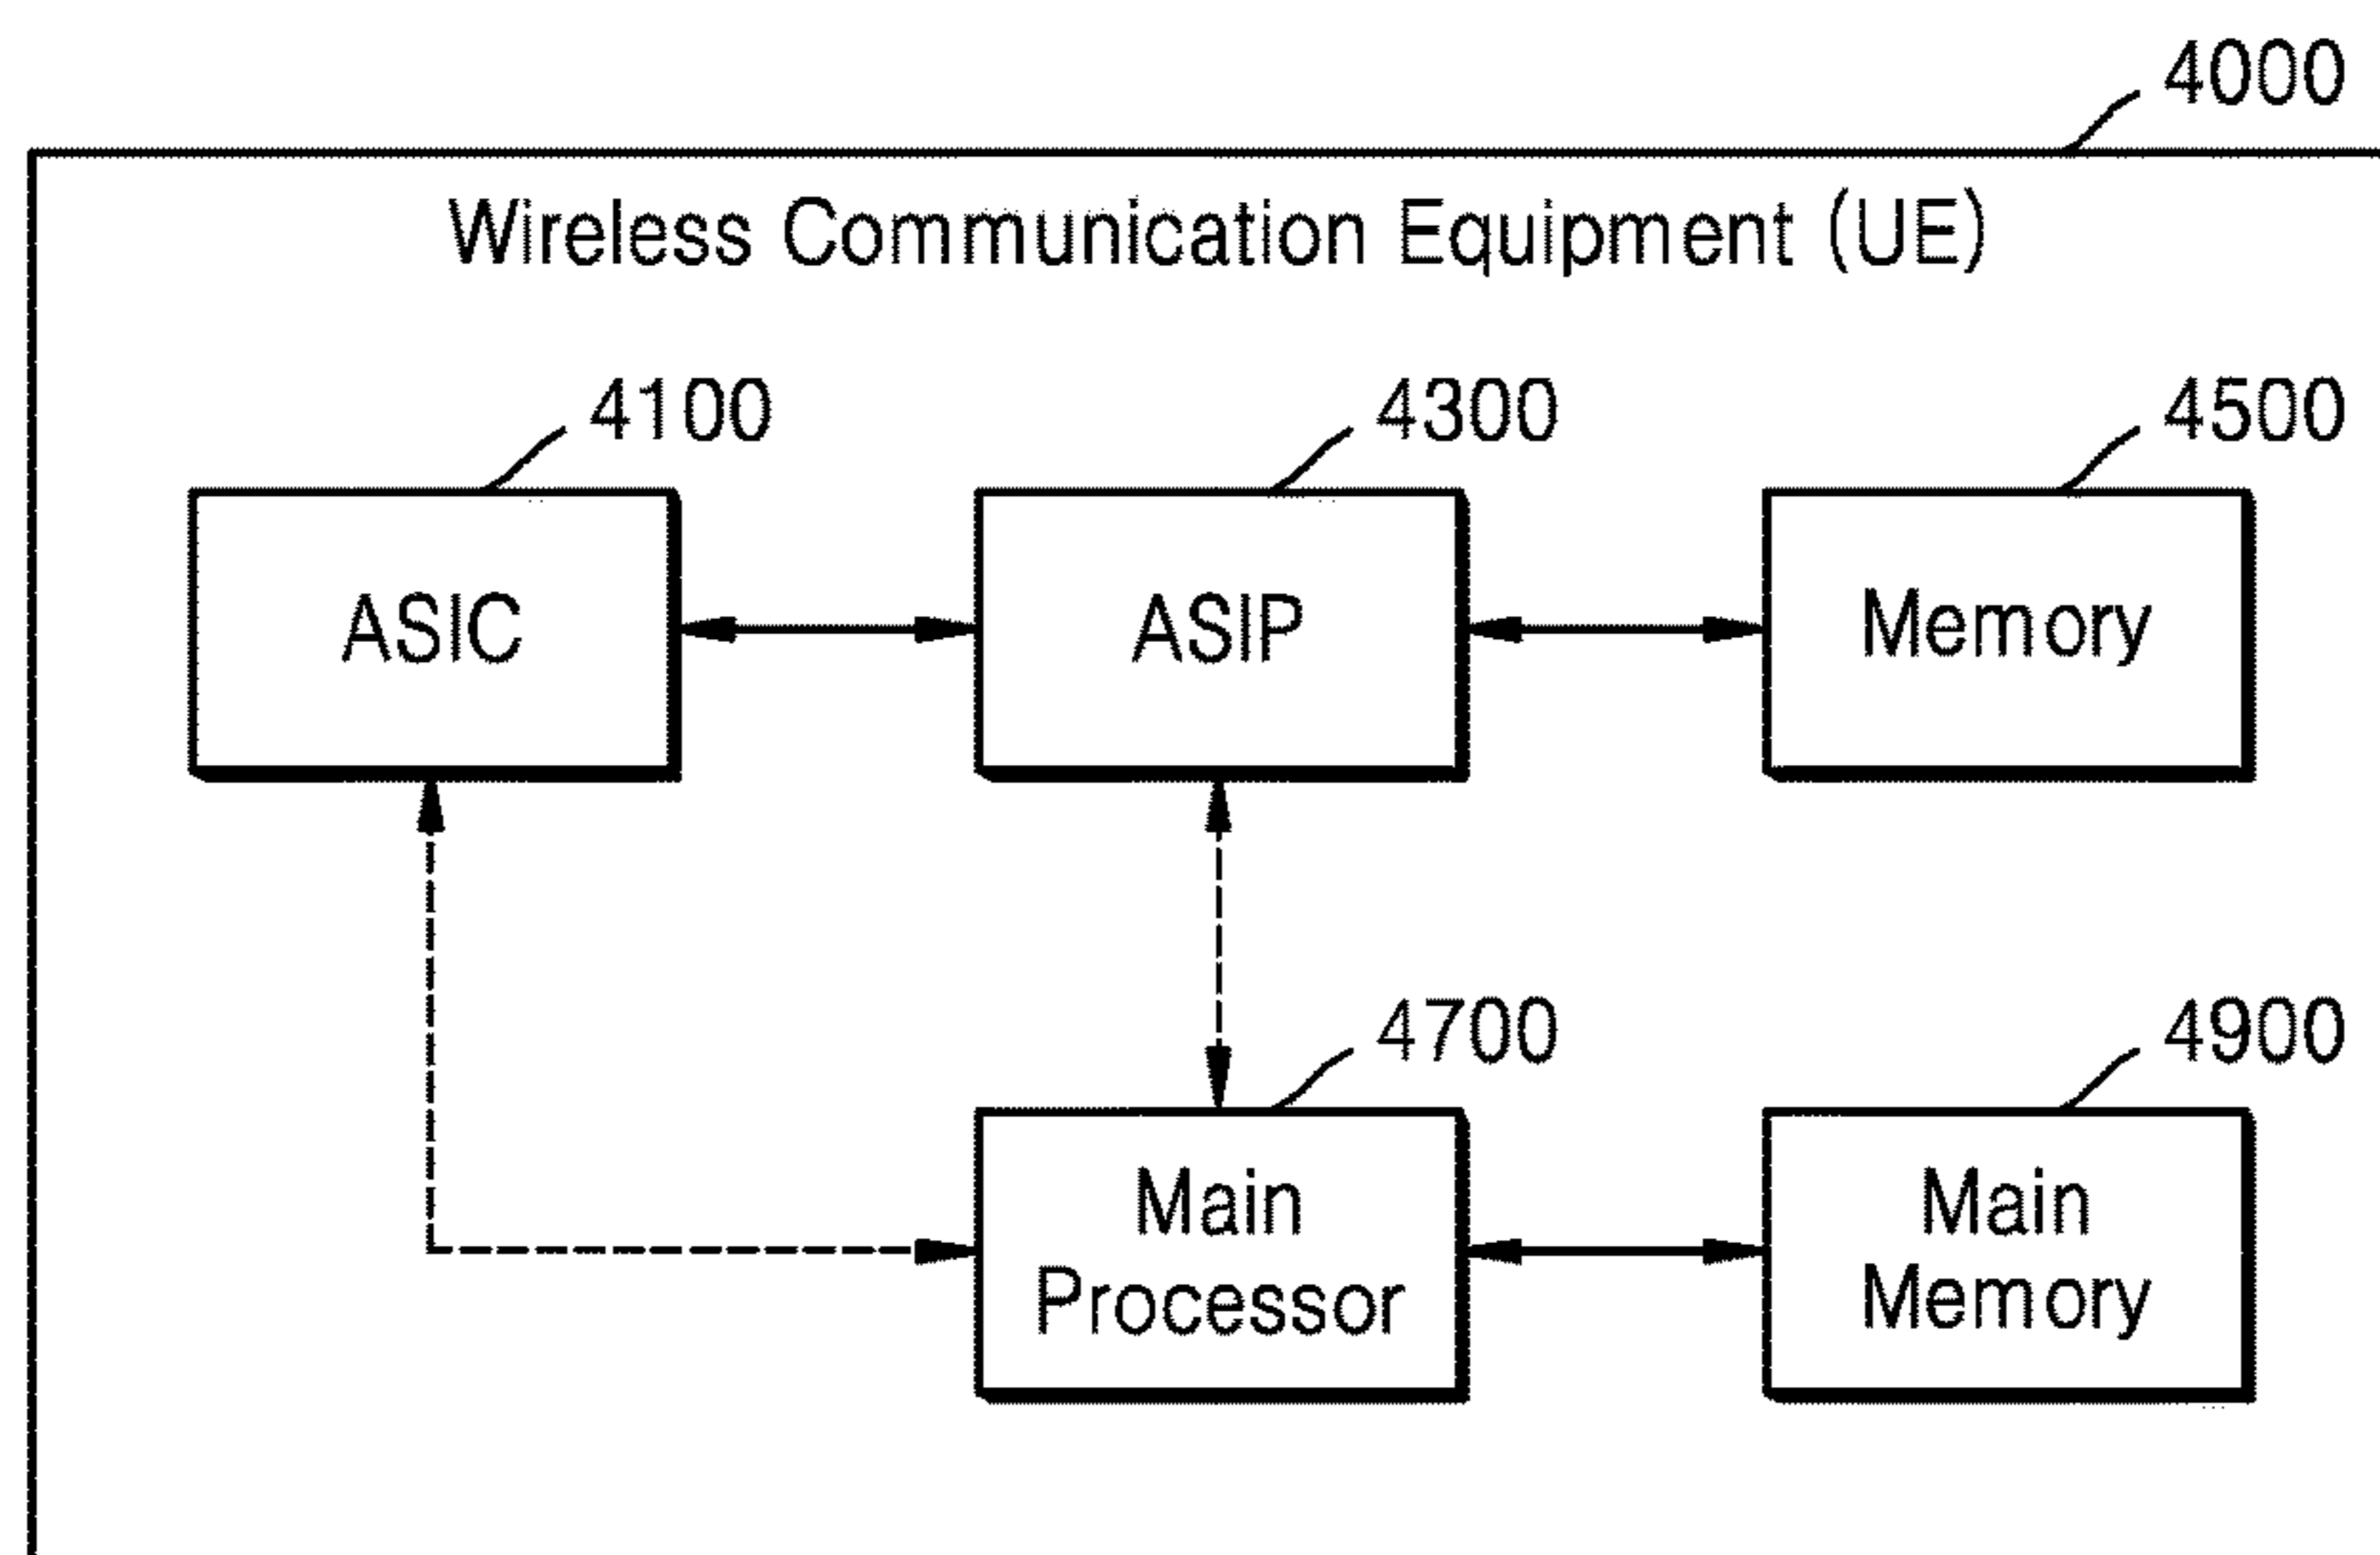 4000
Wireless Communication Equipment (UE)
4100
4300
4500
ASIC
ASIP
Memory
4700
4900
Main
Processor
Main
Memory